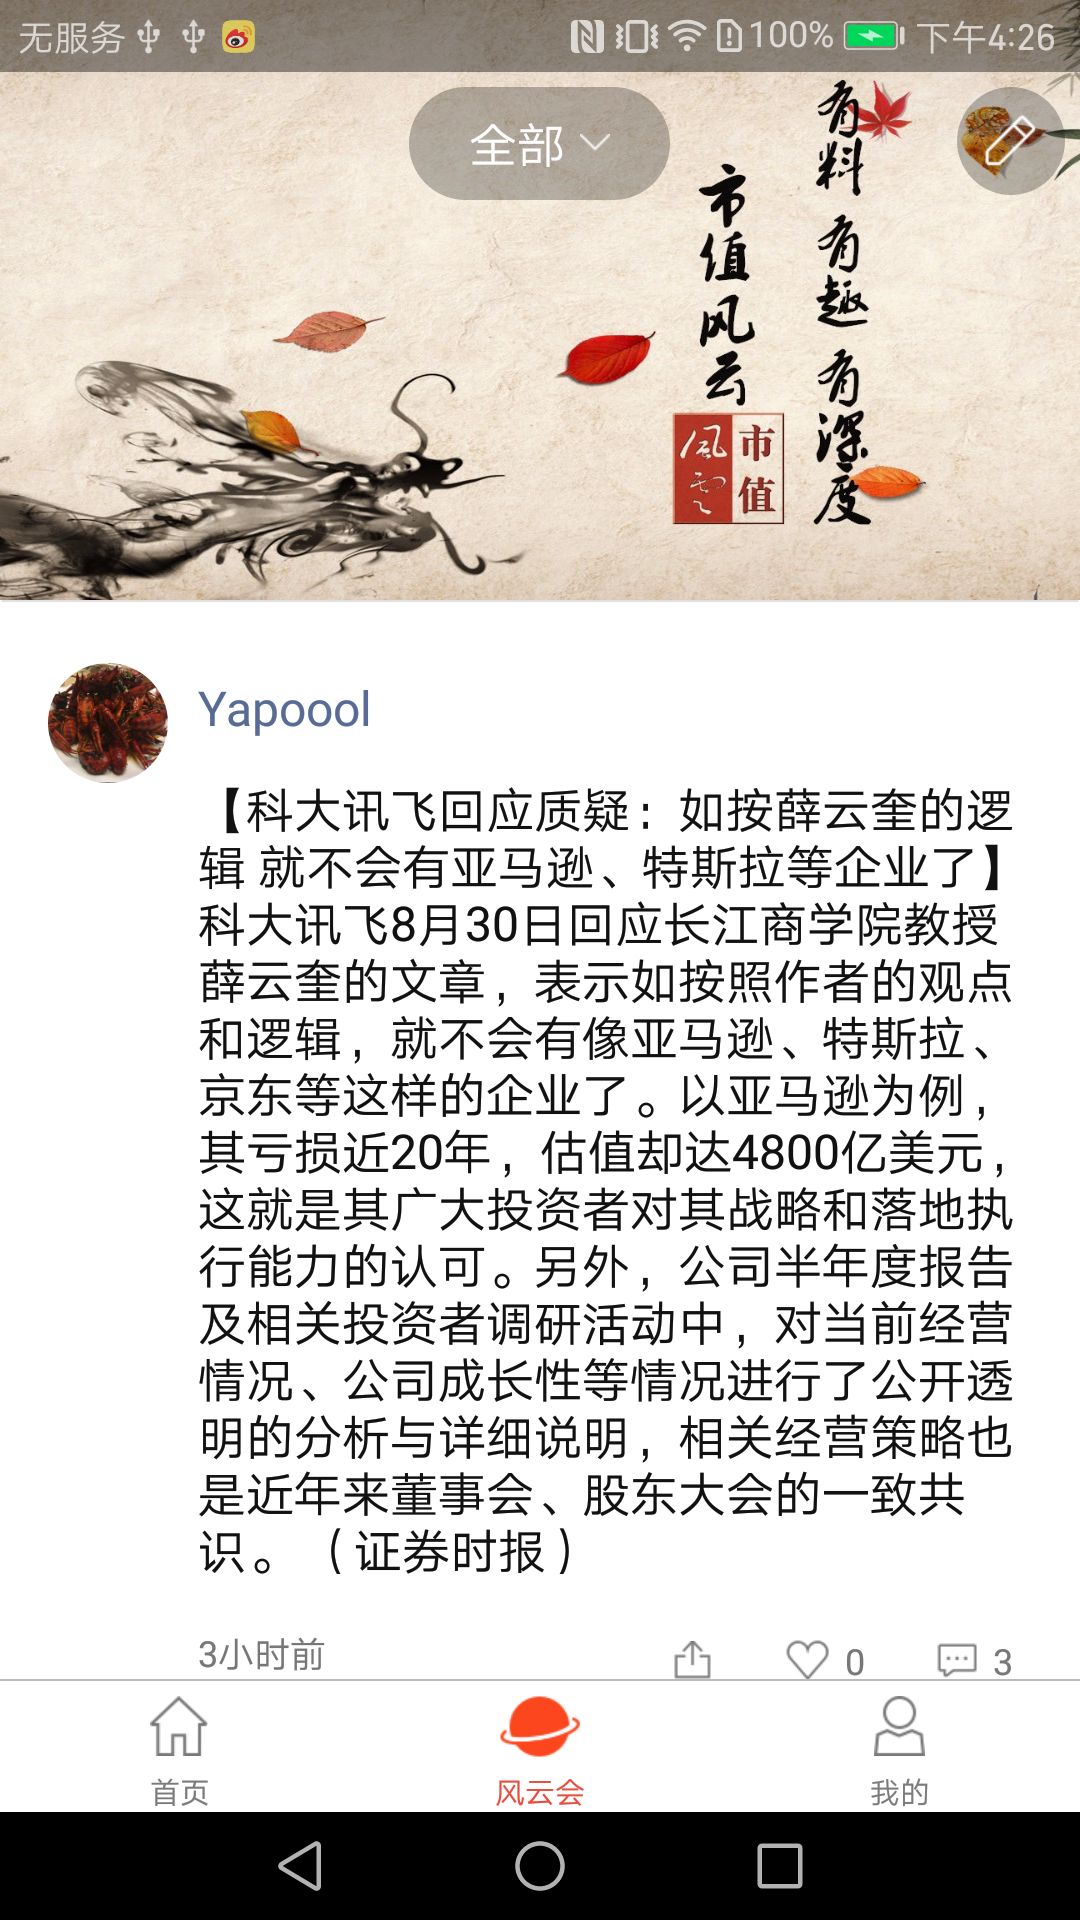 无服务
100%
下午4:26
全部
有料 有趣 有深度
市值风云
風雲
市值
Yapoool
【科大讯飞回应质疑：如按薛云奎的逻
辑 就不会有亚马逊、特斯拉等企业了】
科大讯飞8月30日回应长江商学院教授
薛云奎的文章，表示如按照作者的观点
和逻辑，就不会有像亚马逊、特斯拉、
京东等这样的企业了。以亚马逊为例，
其亏损近20年，估值却达4800亿美元，
这就是其广大投资者对其战略和落地执
行能力的认可。另外，公司半年度报告
及相关投资者调研活动中，对当前经营
情况、公司成长性等情况进行了公开透
明的分析与详细说明，相关经营策略也
是近年来董事会、股东大会的一致共
识。（证券时报）
3小时前
0
3
首页
风云会
我的